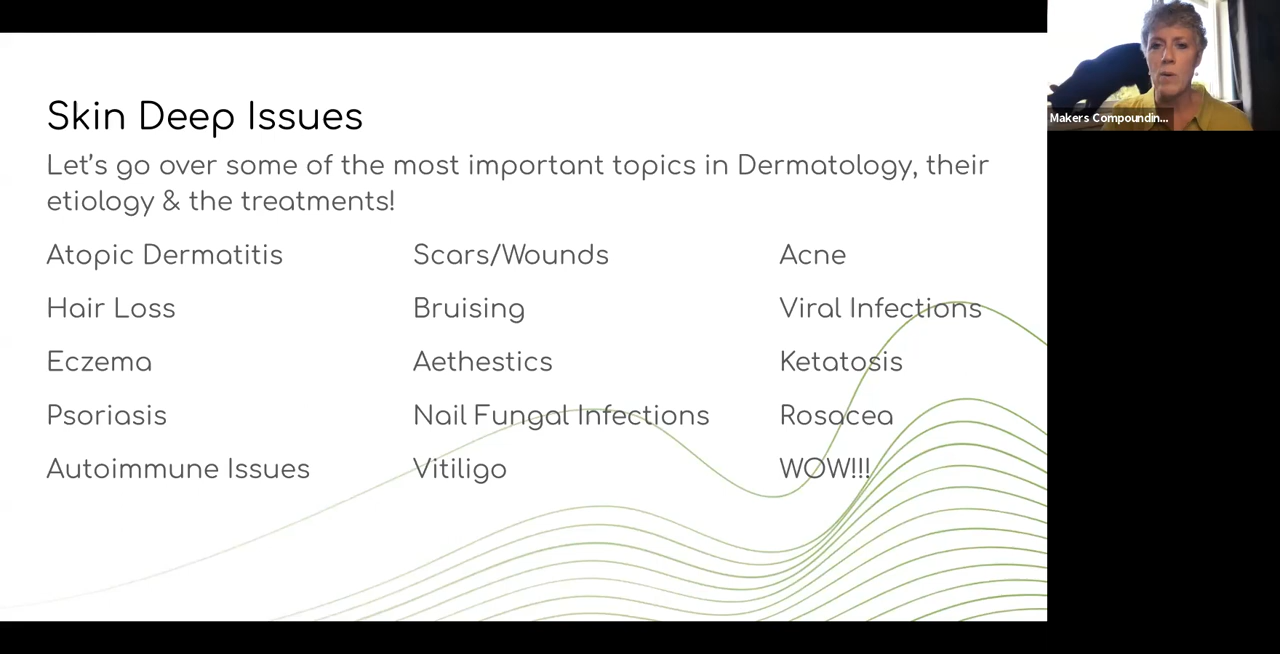 Skin Deep Issues
Let's go over some of the most important topics in Dermatology, their
etiology & the treatments!
Atopic Dermatitis
Hair Loss
Eczema
Psoriasis
Autoimmune Issues
Scars/Wounds
Bruising
Aethestics
Nail Fungal Infections
Vitiligo
Acne
Viral Infections
Ketatosis
Rosacea
WOW!!!
Makers Compoundin...